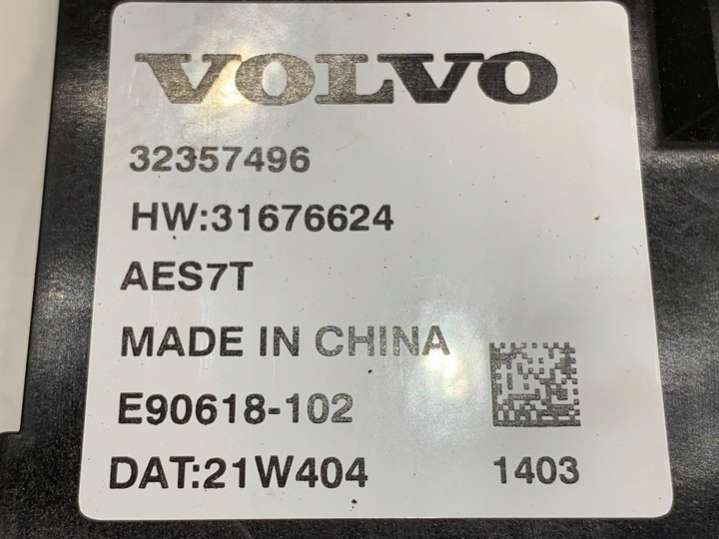 VOLVO
32357496
HW:31676624
AES7T
MADE IN CHINA
E90618-102
DAT:21W404
1403